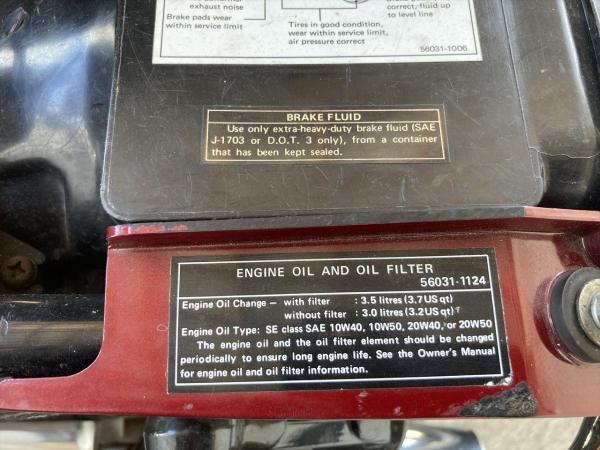 exhaust noise
Brake pads wear
within service limit
Tires in good condition,
wear within service limit,
air pressure correct
correct, fluid up
to level line
56031-1006
BRAKE FLUID
Use only extra-heavy-duty brake fluid (SAE
J-1703 or D.O.T. 3 only), from a container
that has been kept sealed.
ENGINE OIL AND OIL FILTER
56031-1124
Engine Oil Change — with filter : 3.5 litres (3.7US qt)
without filter : 3.0 litres (3.2US qt)
Engine Oil Type: SE class SAE 10W40, 10W50, 20W40, or 20W50
The engine oil and the oil filter element should be changed
periodically to ensure long engine life. See the Owner's Manual
for engine oil and oil filter information.